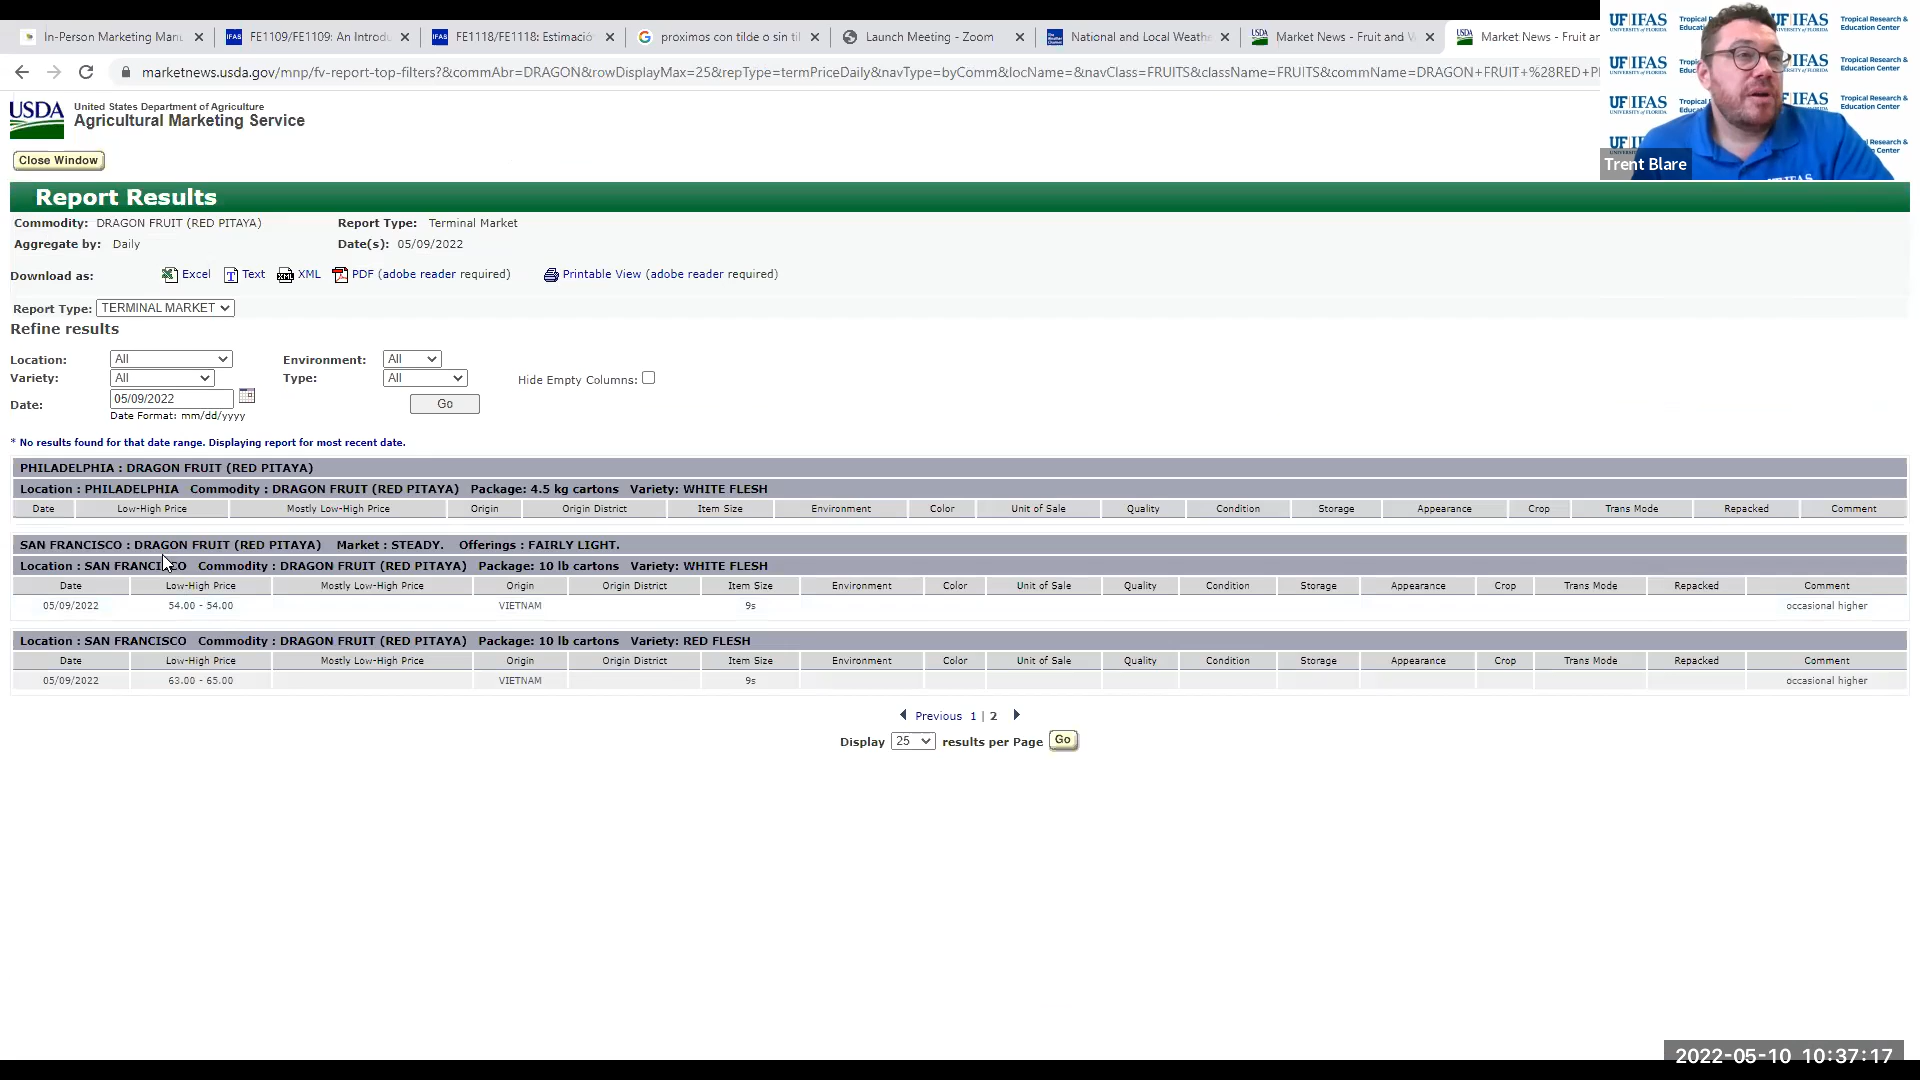 In-Person Marketing Manu
FE1109/FE1109: An Introdu
FE1118/FE1118: Estimació
proximos con tilde o sin til
Launch Meeting - Zoom
National and Local Weathe
Market News - Fruit and V
Market News - Fruit an
marketnews.usda.gov/mnp/fv-report-top-filters?&commAbr=DRAGON&rowDisplayMax=25&repType=termPriceDaily&navType=byComm&locName=&navClass=FRUITS&className=FRUITS&commName=DRAGON+FRUIT+%28RED+P
USDA United States Department of Agriculture
Agricultural Marketing Service
Close Window
Trent Blare
Report Results
Commodity: DRAGON FRUIT (RED PITAYA) Report Type: Terminal Market
Aggregate by: Daily Date(s): 05/09/2022
Download as: Excel Text XML PDF (adobe reader required) Printable View (adobe reader required)
Report Type: TERMINAL MARKET
Refine results
Location: All Environment: All
Variety: All Type: All Hide Empty Columns:
Date: 05/09/2022 Go
Date Format: mm/dd/yyyy
* No results found for that date range. Displaying report for most recent date.
PHILADELPHIA : DRAGON FRUIT (RED PITAYA)
Location : PHILADELPHIA Commodity : DRAGON FRUIT (RED PITAYA) Package: 4.5 kg cartons Variety: WHITE FLESH
Date Low-High Price Mostly Low-High Price Origin Origin District Item Size Environment Color Unit of Sale Quality Condition Storage Appearance Crop Trans Mode Repacked Comment
SAN FRANCISCO : DRAGON FRUIT (RED PITAYA) Market : STEADY. Offerings : FAIRLY LIGHT.
Location : SAN FRANCISCO Commodity : DRAGON FRUIT (RED PITAYA) Package: 10 lb cartons Variety: WHITE FLESH
Date Low-High Price Mostly Low-High Price Origin Origin District Item Size Environment Color Unit of Sale Quality Condition Storage Appearance Crop Trans Mode Repacked Comment
05/09/2022 54.00 - 54.00 VIETNAM 9s occasional higher
Location : SAN FRANCISCO Commodity : DRAGON FRUIT (RED PITAYA) Package: 10 lb cartons Variety: RED FLESH
Date Low-High Price Mostly Low-High Price Origin Origin District Item Size Environment Color Unit of Sale Quality Condition Storage Appearance Crop Trans Mode Repacked Comment
05/09/2022 63.00 - 65.00 VIETNAM 9s occasional higher
Previous 1 | 2
Display 25 results per Page Go
UF|IFAS UNIVERSITY of FLORIDA
Tropical Research &
Education Center
2022-05-10 10:37:17